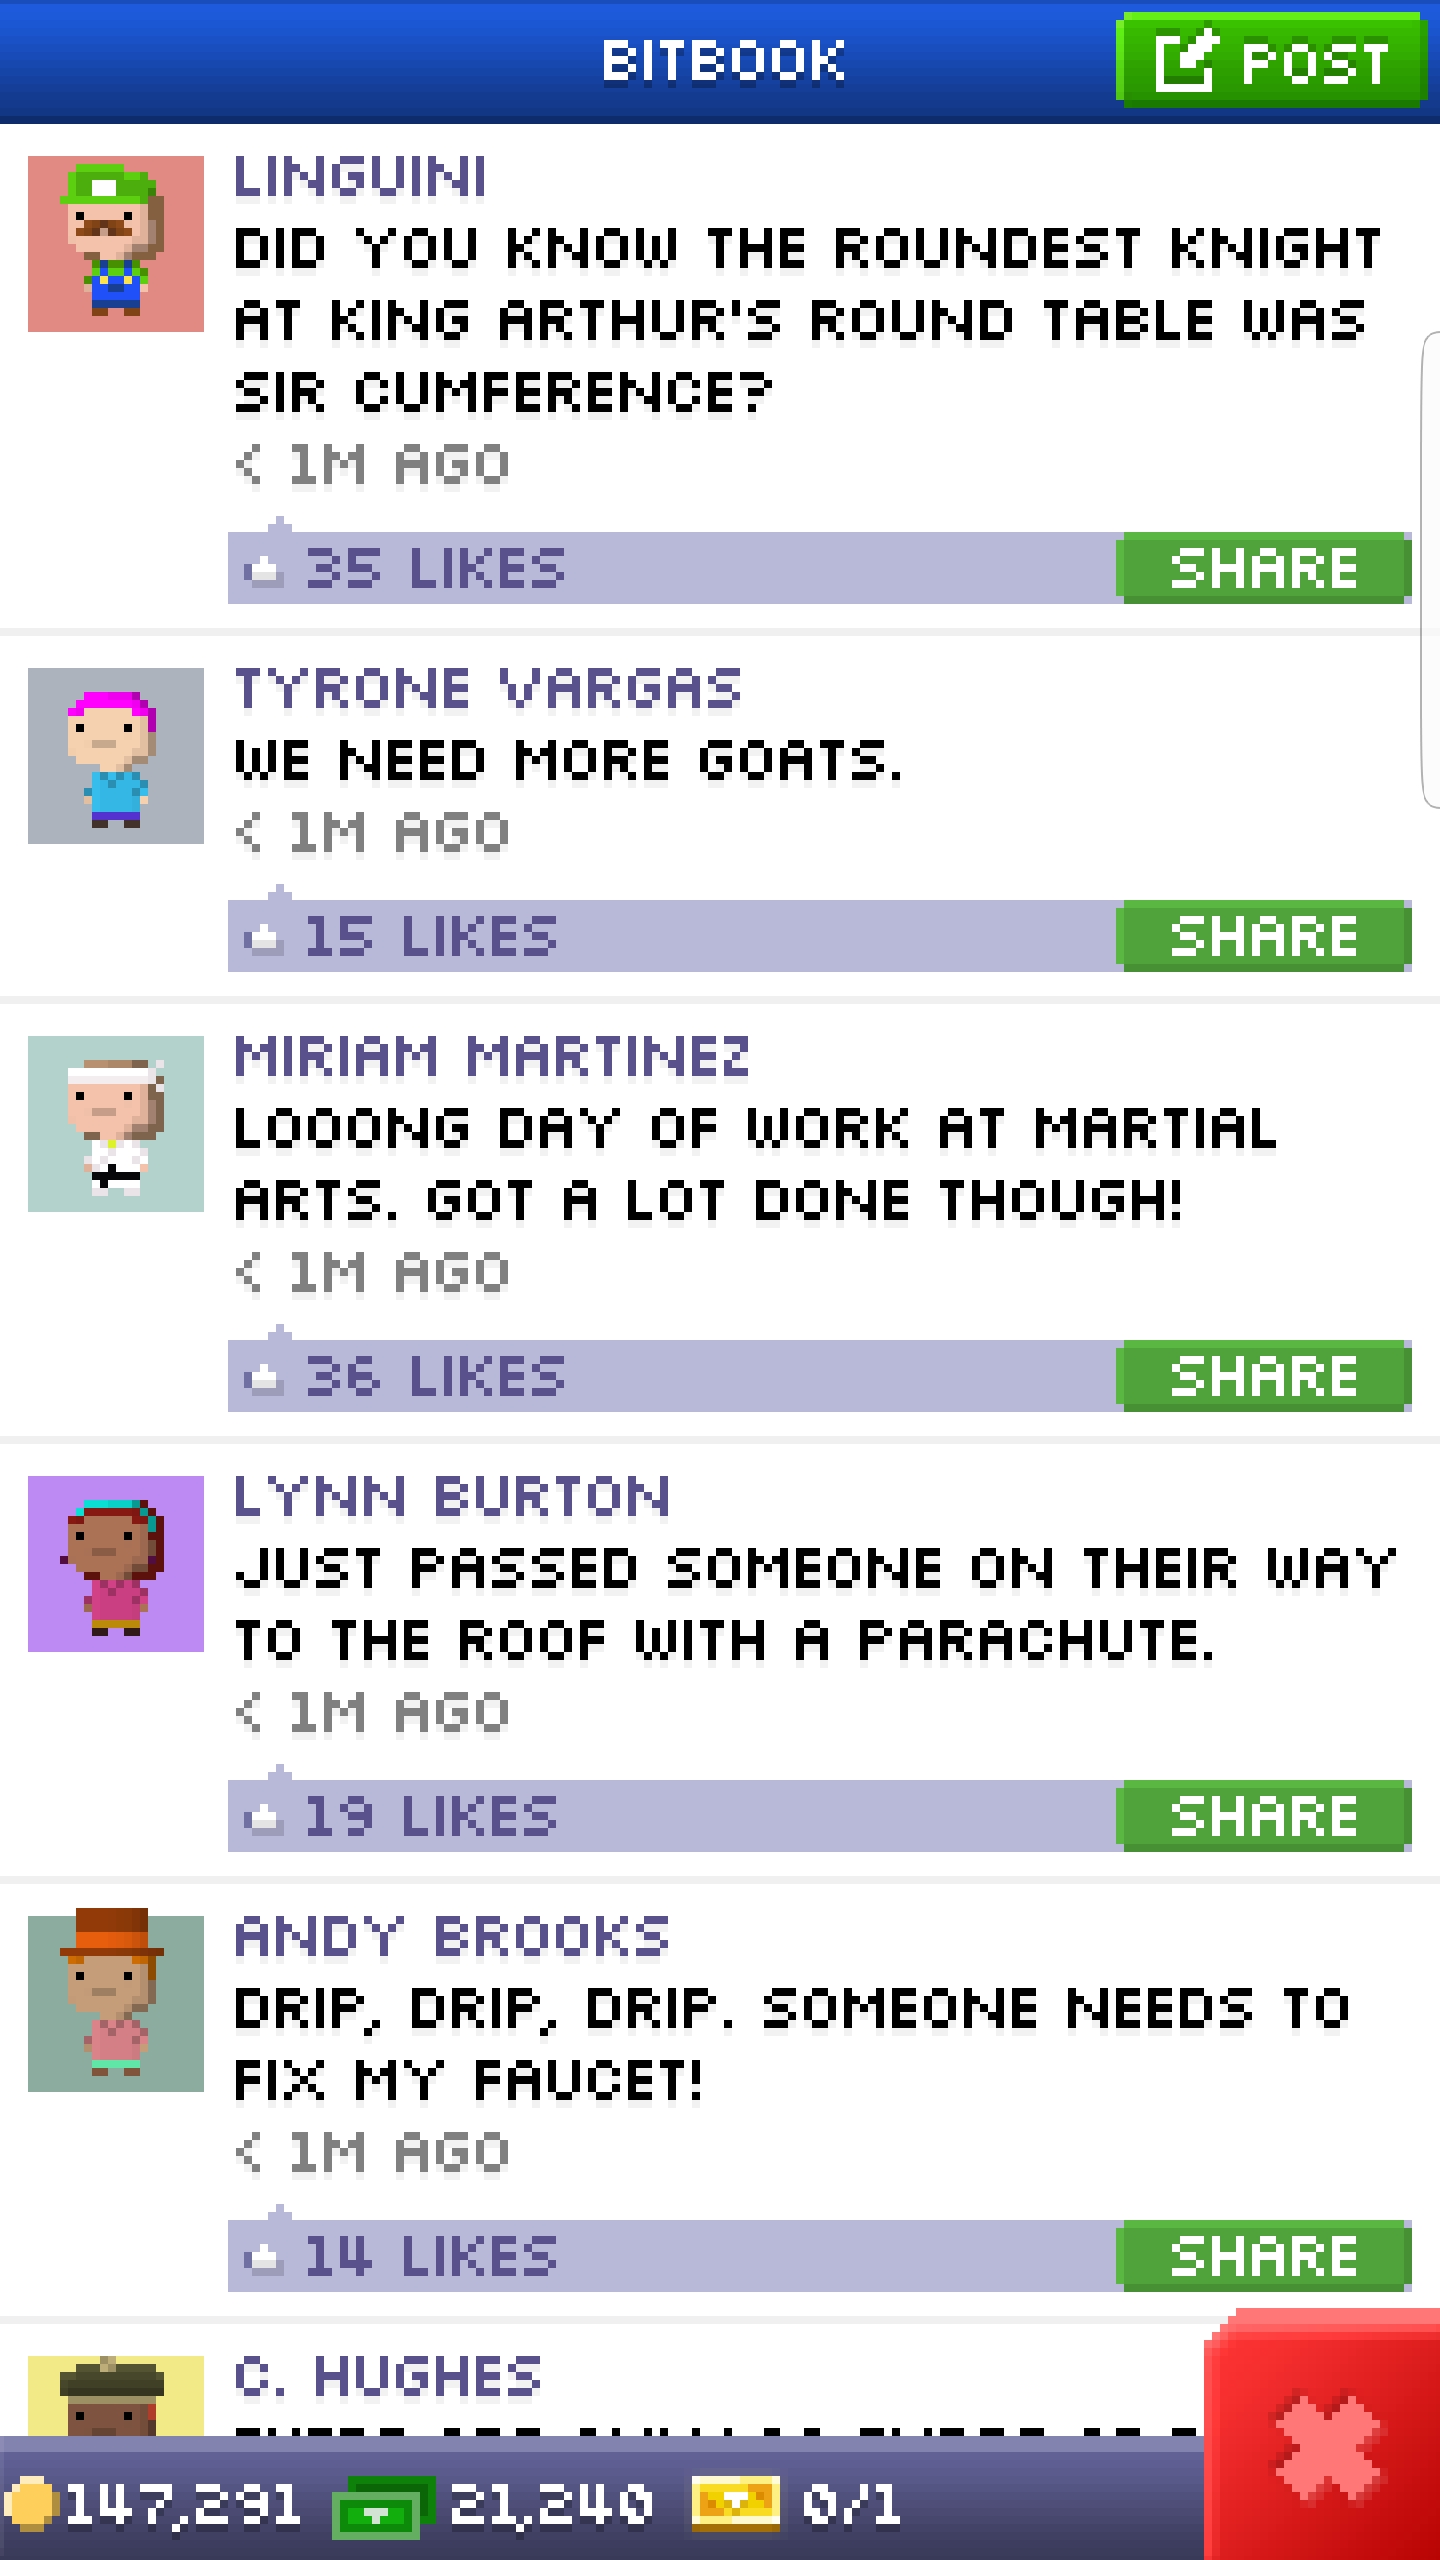 BITBOOK
POST
LINGUINI
DID YOU KNOW THE ROUNDEST KNIGHT
AT KING ARTHUR'S ROUND TABLE WAS
SIR CUMFERENCE?
< 1M AGO
35 LIKES
SHARE
TYRONE VARGAS
WE NEED MORE GOATS.
< 1M AGO
15 LIKES
SHARE
MIRIAM MARTINEZ
LOOONG DAY OF WORK AT MARTIAL
ARTS. GOT A LOT DONE THOUGH!
< 1M AGO
36 LIKES
SHARE
LYNN BURTON
JUST PASSED SOMEONE ON THEIR WAY
TO THE ROOF WITH A PARACHUTE.
< 1M AGO
19 LIKES
SHARE
ANDY BROOKS
DRIP, DRIP, DRIP. SOMEONE NEEDS TO
FIX MY FAUCET!
< 1M AGO
14 LIKES
SHARE
C. HUGHES
147,291 21,240 0/1